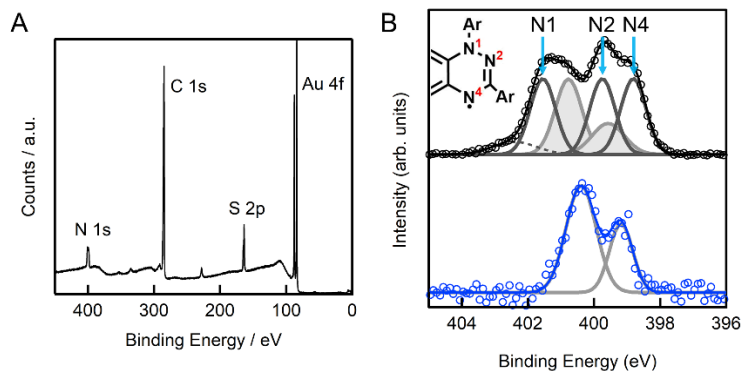 A
Counts / a.u.
N 1s
C 1s
S 2p
Au 4f
400
300
200
100
0
Binding Energy / eV
B
Intensity (arb. units)
N1
N2
N4
Ar
N
1
N
2
Ar
N
4
404
402
400
398
396
Binding Energy (eV)